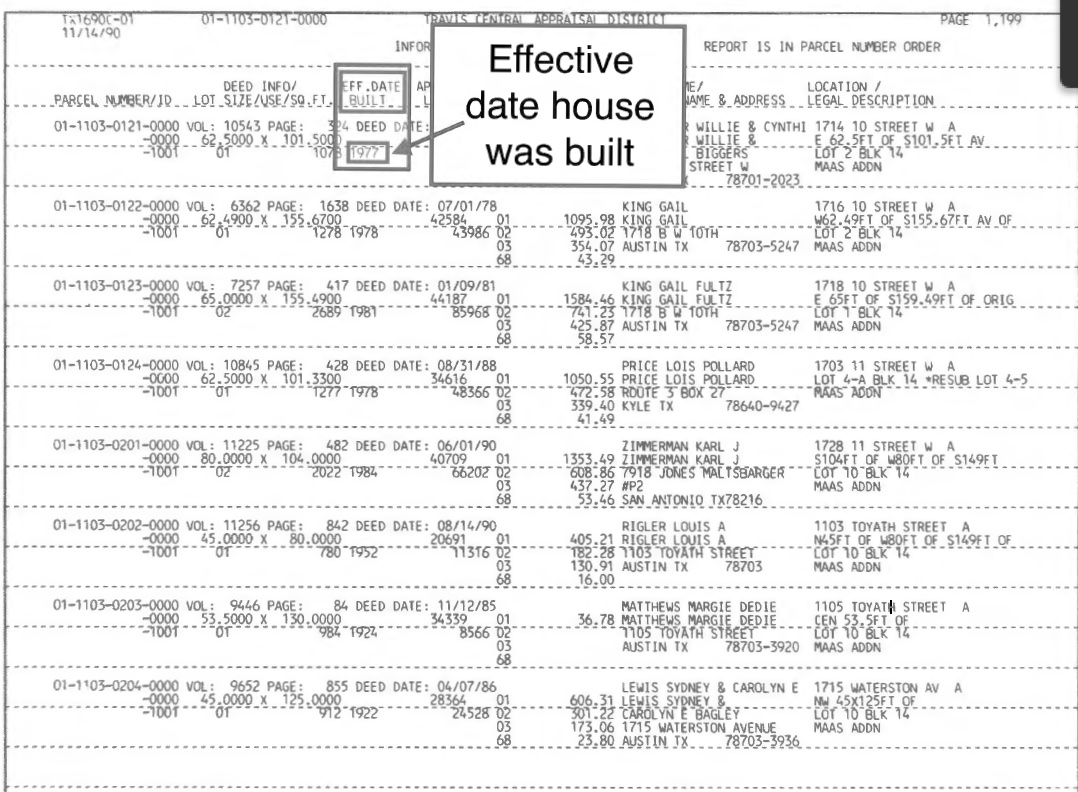 Tx1690C-01 01-1103-0121-0000 TRAVIS CENTRAL APPRAISAL DISTRICT PAGE 1,199
11/14/90
INFOR REPORT IS IN PARCEL NUMBER ORDER
Effective
date house
was built
DEED INFO/ EFF.DATE AP ME/ LOCATION /
PARCEL NUMBER/ID LOT SIZE/USE/SQ.FT. BUILT L NAME & ADDRESS LEGAL DESCRIPTION
01-1103-0121-0000 VOL: 10543 PAGE: 324 DEED DATE: R WILLIE & CYNTHI 1714 10 STREET W A
-0000 62.5000 X 101.5000 R WILLIE & E 62.5FT OF S101.5FT AV
-1001 01 1078 1977 L BIGGERS LOT 2 BLK 14
STREET W MAAS ADDN
78701-2023
01-1103-0122-0000 VOL: 6362 PAGE: 1638 DEED DATE: 07/01/78 KING GAIL 1716 10 STREET W A
-0000 62.4900 X 155.6700 42584 01 1095.98 KING GAIL W62.49FT OF S155.67FT AV OF
-1001 01 1278 1978 43986 02 493.02 1718 B W 10TH LOT 2 BLK 14
03 354.07 AUSTIN TX 78703-5247 MAAS ADDN
68 43.29
01-1103-0123-0000 VOL: 7257 PAGE: 417 DEED DATE: 01/09/81 KING GAIL FULTZ 1718 10 STREET W A
-0000 65.0000 X 155.4900 44187 01 1584.46 KING GAIL FULTZ E 65FT OF S159.49FT OF ORIG
-1001 02 2689 1981 85968 02 741.23 1718 B W 10TH LOT 1 BLK 14
03 425.87 AUSTIN TX 78703-5247 MAAS ADDN
68 58.57
01-1103-0124-0000 VOL: 10845 PAGE: 428 DEED DATE: 08/31/88 PRICE LOIS POLLARD 1703 11 STREET W A
-0000 62.5000 X 101.3300 34616 01 1050.55 PRICE LOIS POLLARD LOT 4-A BLK 14 *RESUB LOT 4-5
-1001 01 1277 1978 48366 02 472.58 ROUTE 3 BOX 27 MAAS ADDN
03 339.40 KYLE TX 78640-9427
68 41.49
01-1103-0201-0000 VOL: 11225 PAGE: 482 DEED DATE: 06/01/90 ZIMMERMAN KARL J 1728 11 STREET W A
-0000 80.0000 X 104.0000 40709 01 1353.49 ZIMMERMAN KARL J S104FT OF W80FT OF S149FT
-1001 02 2022 1984 66202 02 608.86 7918 JONES MALTSBARGER LOT 10 BLK 14
03 437.27 #P2 MAAS ADDN
68 53.46 SAN ANTONIO TX78216
01-1103-0202-0000 VOL: 11256 PAGE: 842 DEED DATE: 08/14/90 RIGLER LOUIS A 1103 TOYATH STREET A
-0000 45.0000 X 80.0000 20691 01 405.21 RIGLER LOUIS A N45FT OF W80FT OF S149FT OF
-1001 01 780 1952 11316 02 182.28 1103 TOYATH STREET LOT 10 BLK 14
03 130.91 AUSTIN TX 78703 MAAS ADDN
68 16.00
01-1103-0203-0000 VOL: 9446 PAGE: 84 DEED DATE: 11/12/85 MATTHEWS MARGIE DEDIE 1105 TOYATH STREET A
-0000 53.5000 X 130.0000 34339 01 36.78 MATTHEWS MARGIE DEDIE CEN 53.5FT OF
-1001 01 984 1924 8566 02 1105 TOYATH STREET LOT 10 BLK 14
03 AUSTIN TX 78703-3920 MAAS ADDN
68
01-1103-0204-0000 VOL: 9652 PAGE: 855 DEED DATE: 04/07/86 LEWIS SYDNEY & CAROLYN E 1715 WATERSTON AV A
-0000 45.0000 X 125.0000 28364 01 606.31 LEWIS SYDNEY & NW 45X125FT OF
-1001 01 912 1922 24528 02 301.22 CAROLYN E BAGLEY LOT 10 BLK 14
03 173.06 1715 WATERSTON AVENUE MAAS ADDN
68 23.80 AUSTIN TX 78703-3936